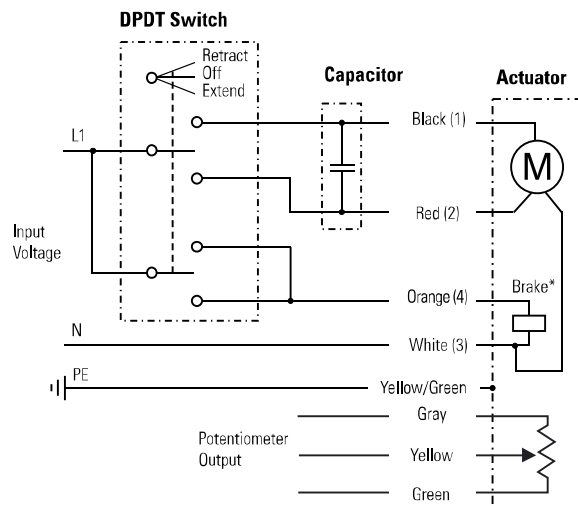 DPDT Switch
Retract
Off
Extend
Capacitor
Actuator
L1
Black (1)
M
Red (2)
Input
Voltage
Orange (4)
Brake*
N
White (3)
PE
Yellow/Green
Gray
Potentiometer
Output
Yellow
Green